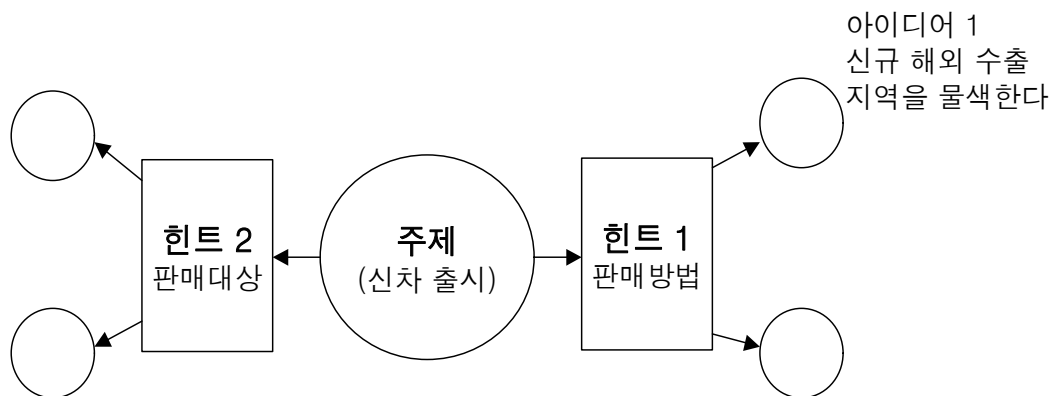 아이디어 1
신규 해외 수출
지역을 물색한다
힌트 2
판매대상
주제
(신차 출시)
힌트 1
판매방법